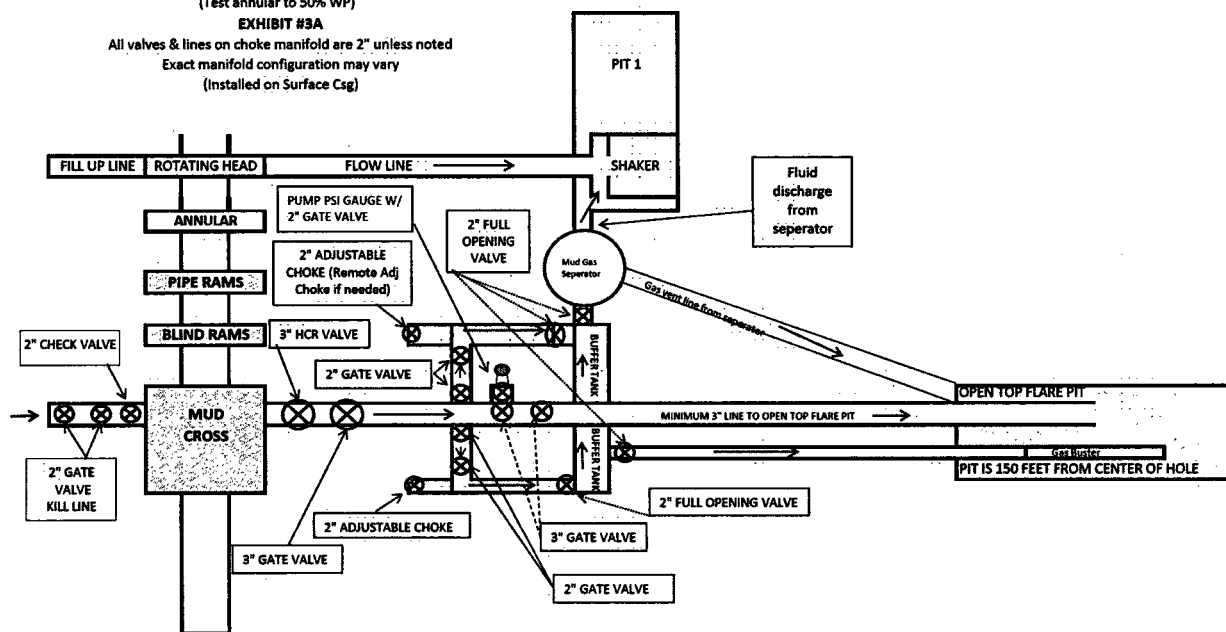 (Test annular to 50% WP)
EXHIBIT #3A
All valves & lines on choke manifold are 2" unless noted
Exact manifold configuration may vary
(Installed on Surface Csg)
PIT 1
FILL UP LINE
ROTATING HEAD
FLOW LINE
SHAKER
PUMP PSI GAUGE W/
2" GATE VALVE
2" FULL
OPENING
VALVE
Fluid
discharge
from
seperator
ANNULAR
2" ADJUSTABLE
CHOKE (Remote Adj
Choke if needed)
Mud Gas
Seperator
PIPE RAMS
Gas vent line from seperator
BLIND RAMS
3" HCR VALVE
2" CHECK VALVE
2" GATE VALVE
BUFFER TANK
OPEN TOP FLARE PIT
MUD
CROSS
MINIMUM 3" LINE TO OPEN TOP FLARE PIT
BUFFER TANK
Gas Buster
PIT IS 150 FEET FROM CENTER OF HOLE
2" GATE
VALVE
KILL LINE
2" ADJUSTABLE CHOKE
2" FULL OPENING VALVE
3" GATE VALVE
3" GATE VALVE
2" GATE VALVE